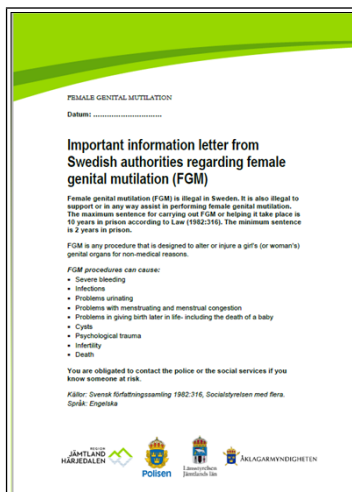 FEMALE GENITAL MUTILATION
Datum: ..............................
Important information letter from
Swedish authorities regarding female
genital mutilation (FGM)
Female genital mutilation (FGM) is illegal in Sweden. It is also illegal to
support or in any way assist in performing female genital mutilation.
The maximum sentence for carrying out FGM or helping it take place is
10 years in prison according to Law (1982:316). The minimum sentence
is 2 years in prison.
FGM is any procedure that is designed to alter or injure a girl's (or woman's)
genital organs for non-medical reasons.
FGM procedures can cause:
• Severe bleeding
• Infections
• Problems urinating
• Problems with menstruating and menstrual congestion
• Problems in giving birth later in life- including the death of a baby
• Cysts
• Psychological trauma
• Infertility
• Death
You are obligated to contact the police or the social services if you
know someone at risk.
Källor: Svensk författningssamling 1982:316, Socialstyrelsen med flera.
Språk: Engelska
REGION
JÄMTLAND
HÄRJEDALEN
Polisen
Länsstyrelsen
Jämtlands län
ÅKLAGARMYNDIGHETEN